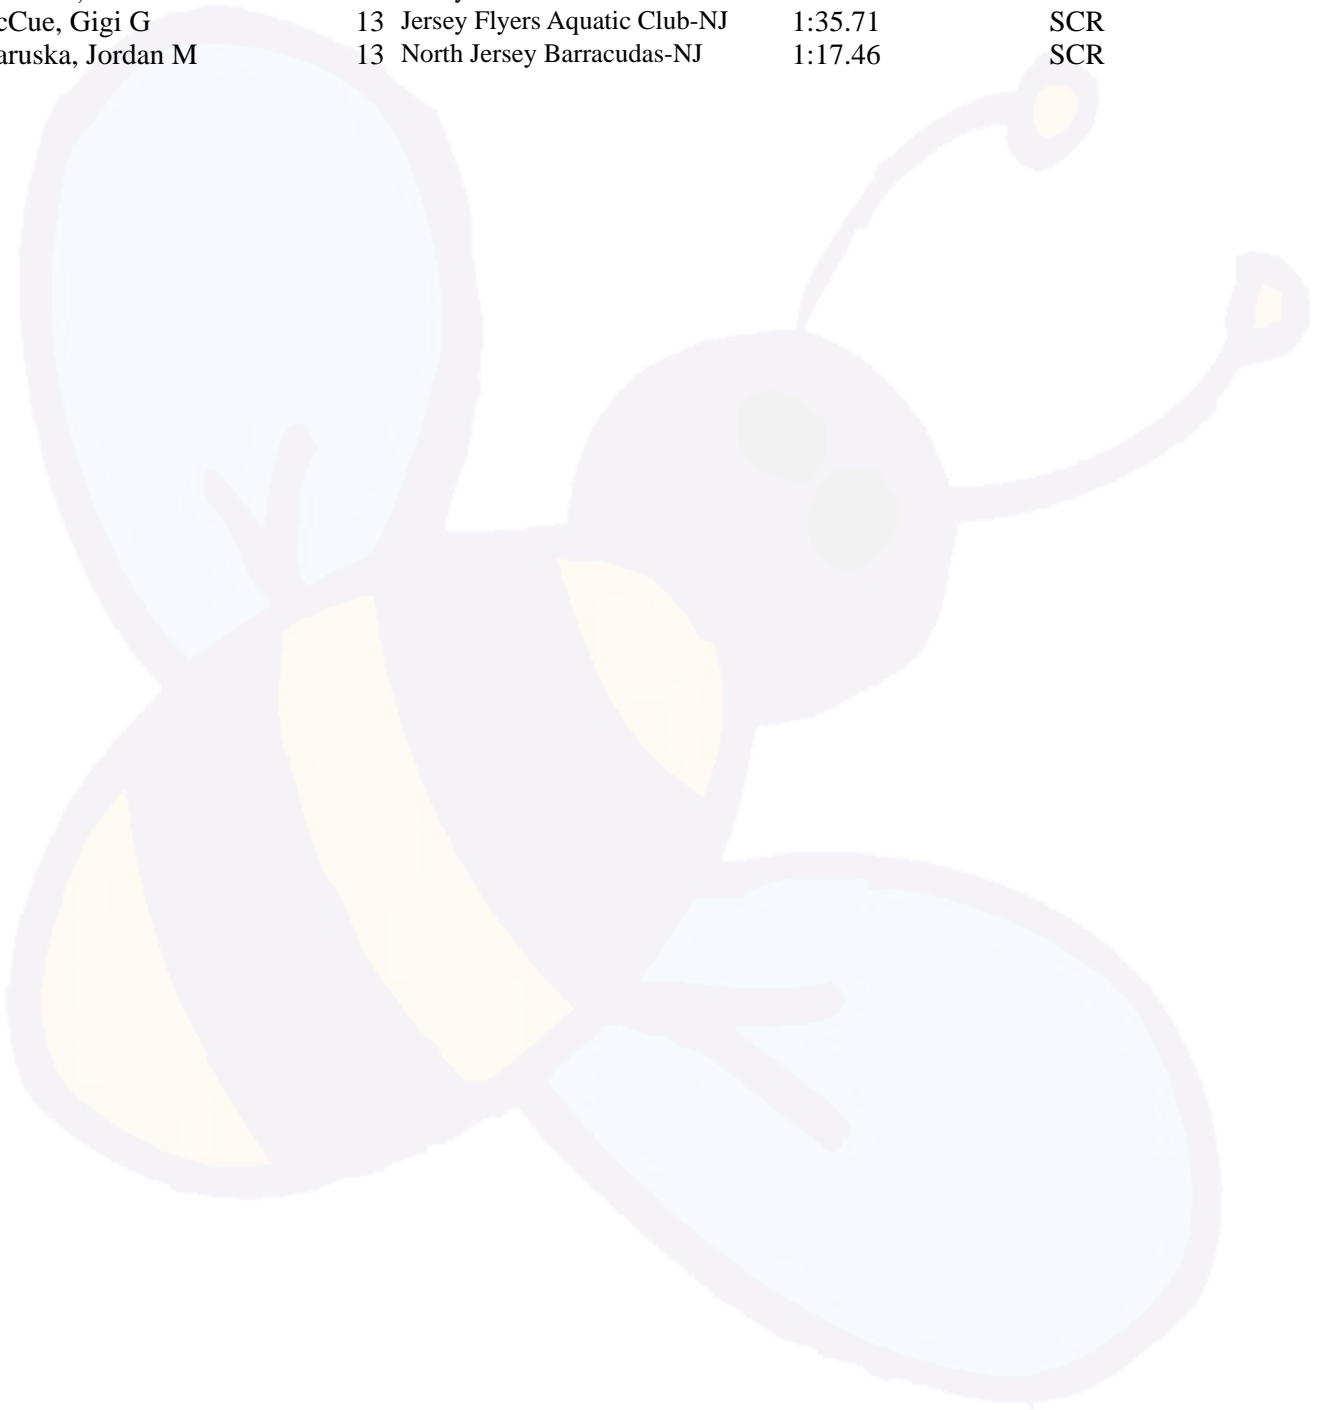 cCue, Gigi G 13 Jersey Flyers Aquatic Club-NJ 1:35.71 SCR
aruska, Jordan M 13 North Jersey Barracudas-NJ 1:17.46 SCR